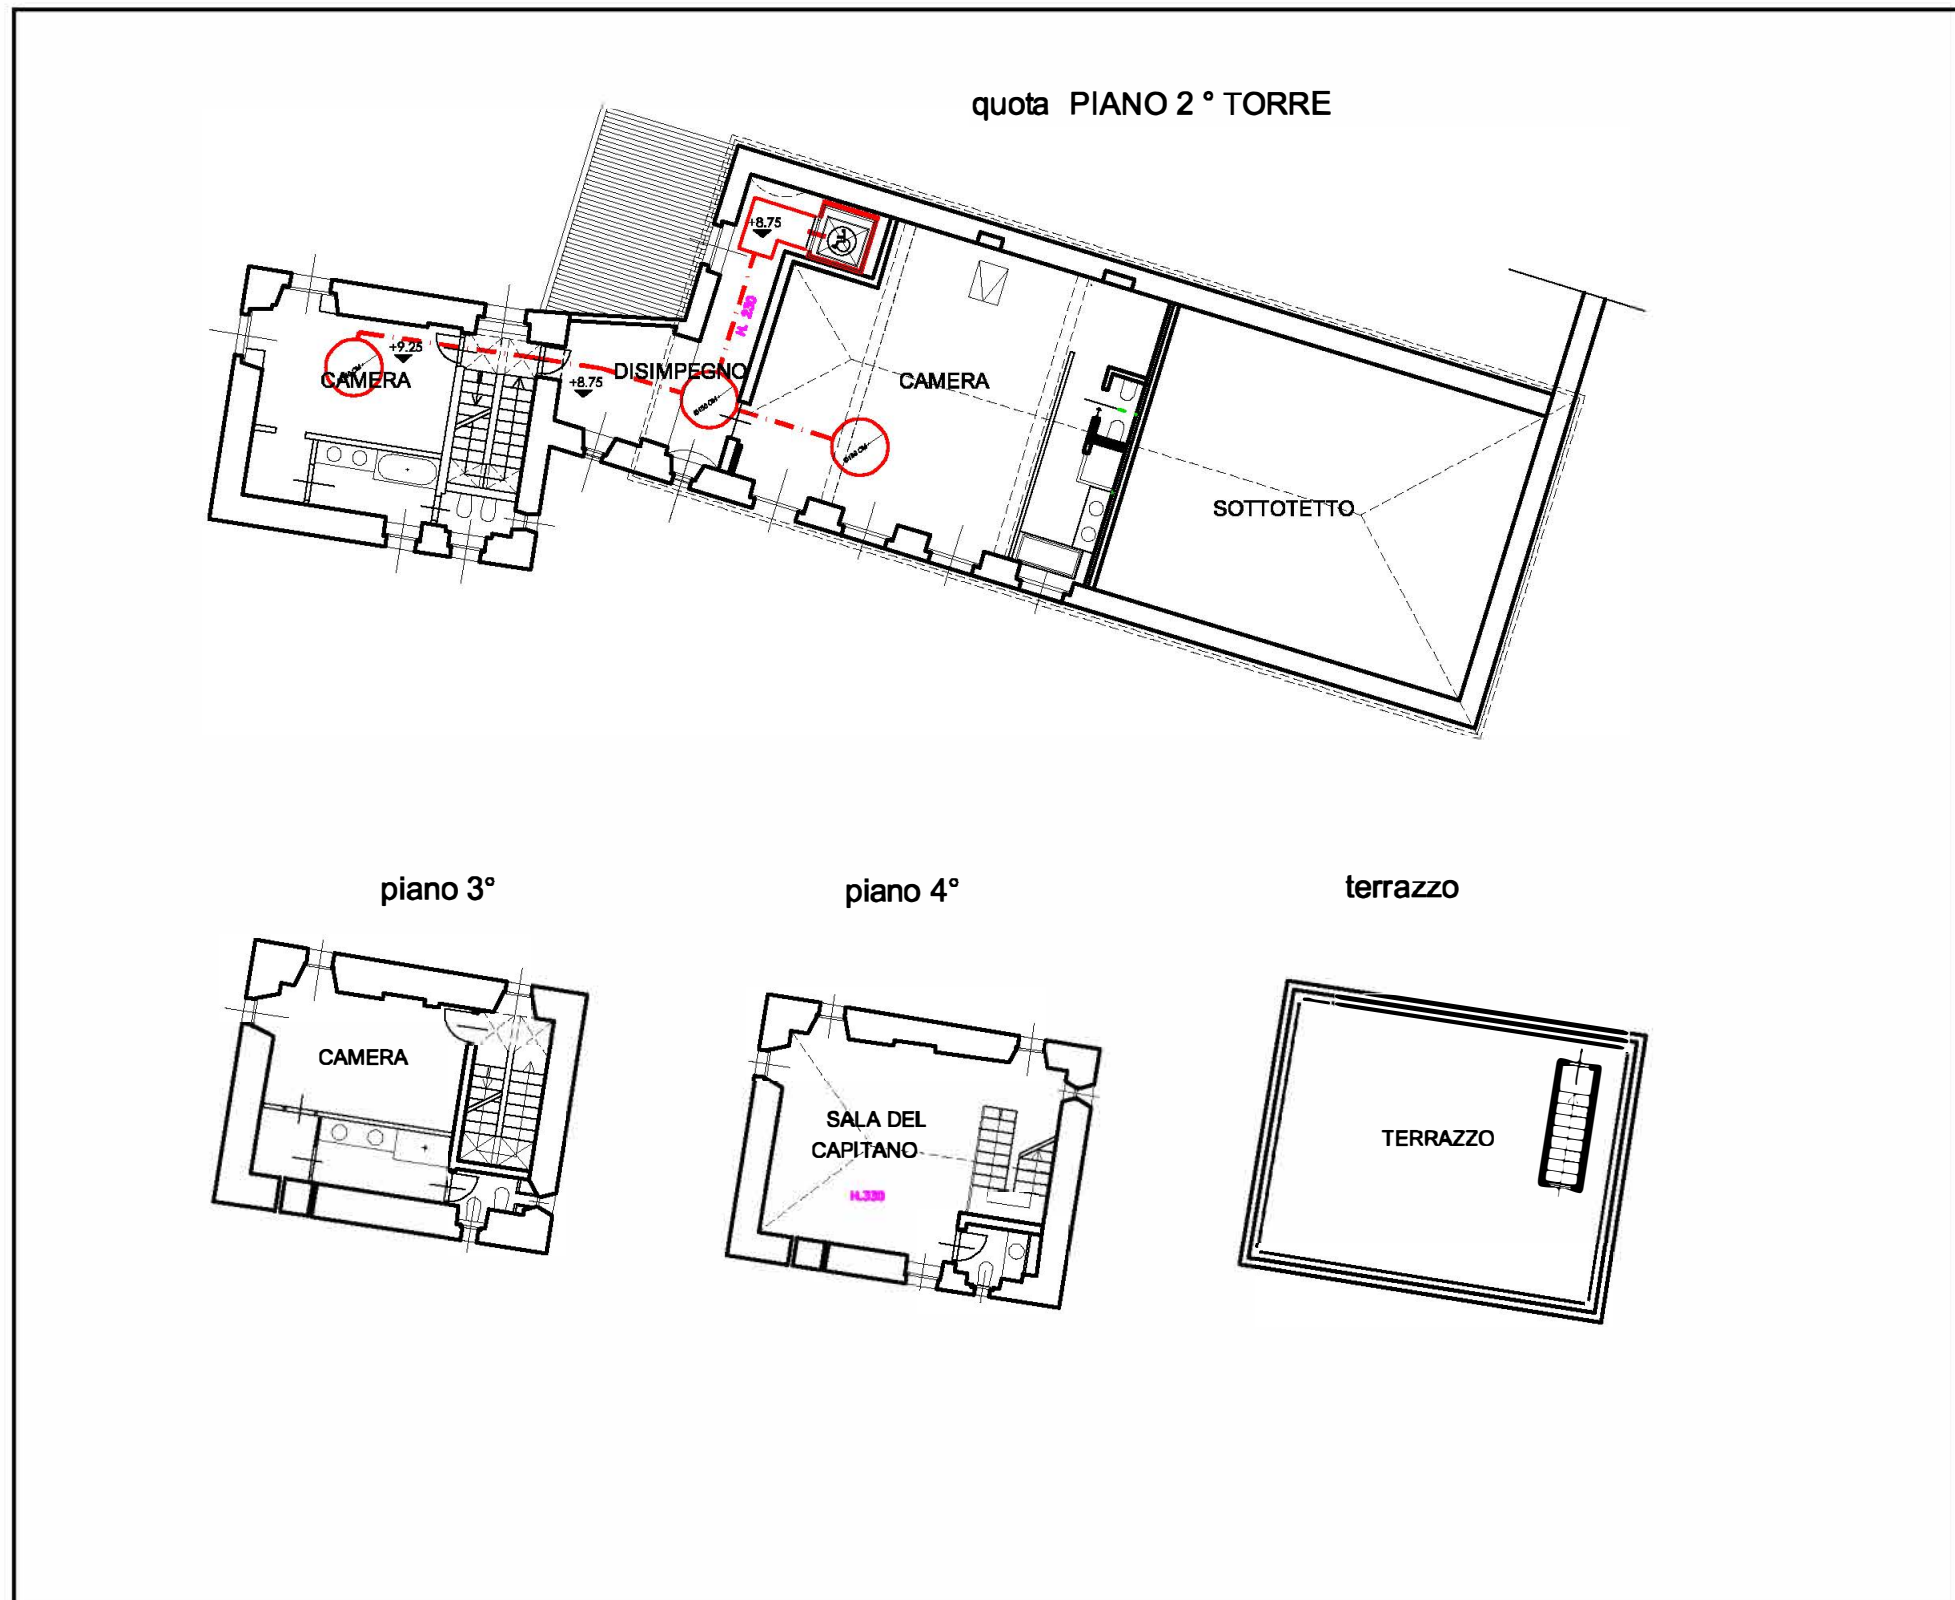 quota PIANO 2 ° TORRE
+8.75
H. 230
+9.25
CAMERA
+8.75
DISIMPEGNO
CAMERA
SOTTOTETTO
piano 3°
piano 4°
terrazzo
CAMERA
SALA DEL
CAPITANO
H.330
TERRAZZO